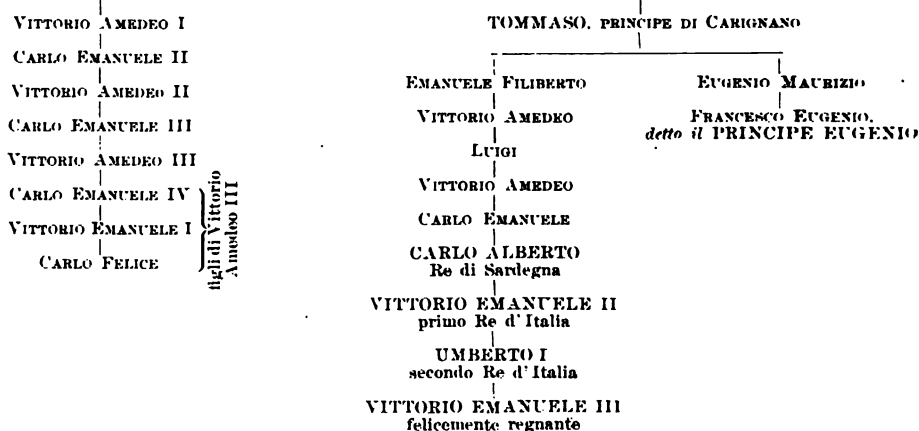 VITTORIO AMEDEO I
CARLO EMANUELE II
VITTORIO AMEDEO II
CARLO EMANUELE III
VITTORIO AMEDEO III
CARLO EMANUELE IV
VITTORIO EMANUELE I
CARLO FELICE
figli di Vittorio
Amedeo III
TOMMASO, PRINCIPE DI CARIGNANO
EMANUELE FILIBERTO
VITTORIO AMEDEO
LUIGI
VITTORIO AMEDEO
CARLO EMANUELE
CARLO ALBERTO
Re di Sardegna
VITTORIO EMANUELE II
primo Re d'Italia
UMBERTO I
secondo Re d'Italia
VITTORIO EMANUELE III
felicemente regnante
EUGENIO MAURIZIO
FRANCESCO EUGENIO,
detto il PRINCIPE EUGENIO